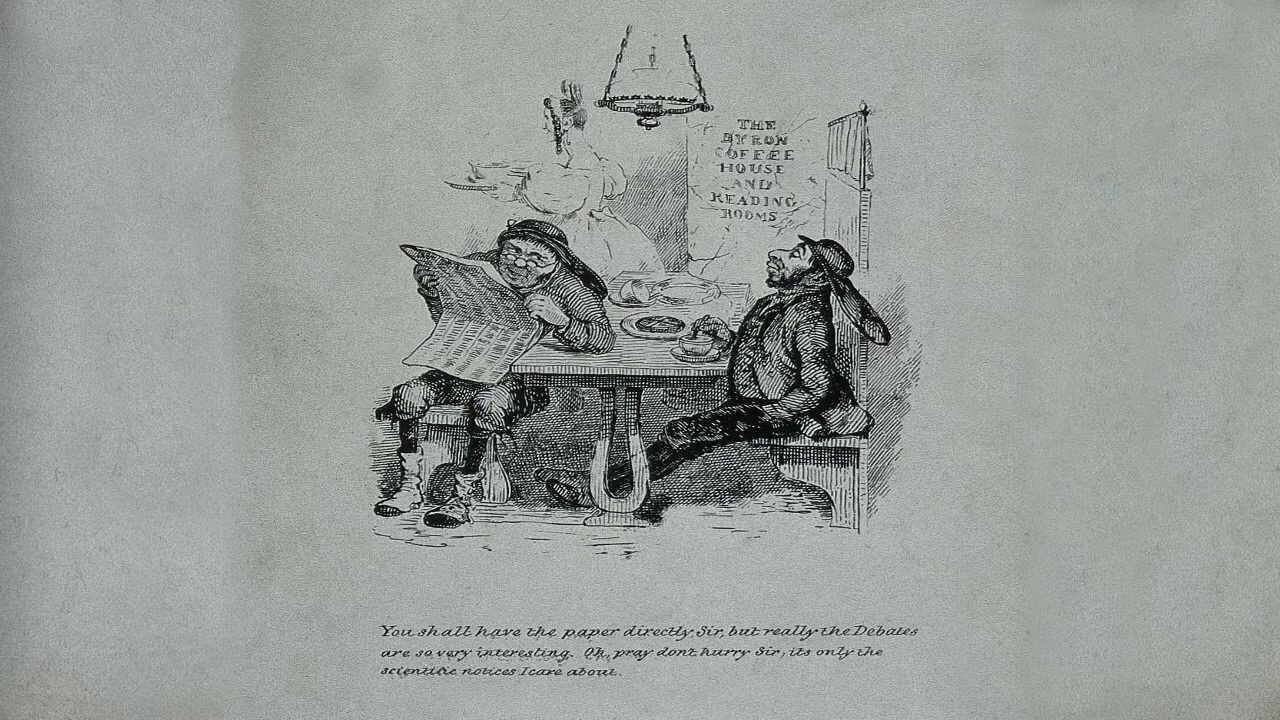 THE
BYRON
COFFEE
HOUSE
AND
READING
ROOMS
You shall have the paper directly, Sir, but really the Debates
are so very interesting. Oh, pray dont hurry Sir, its only the
scientific notices I care about.